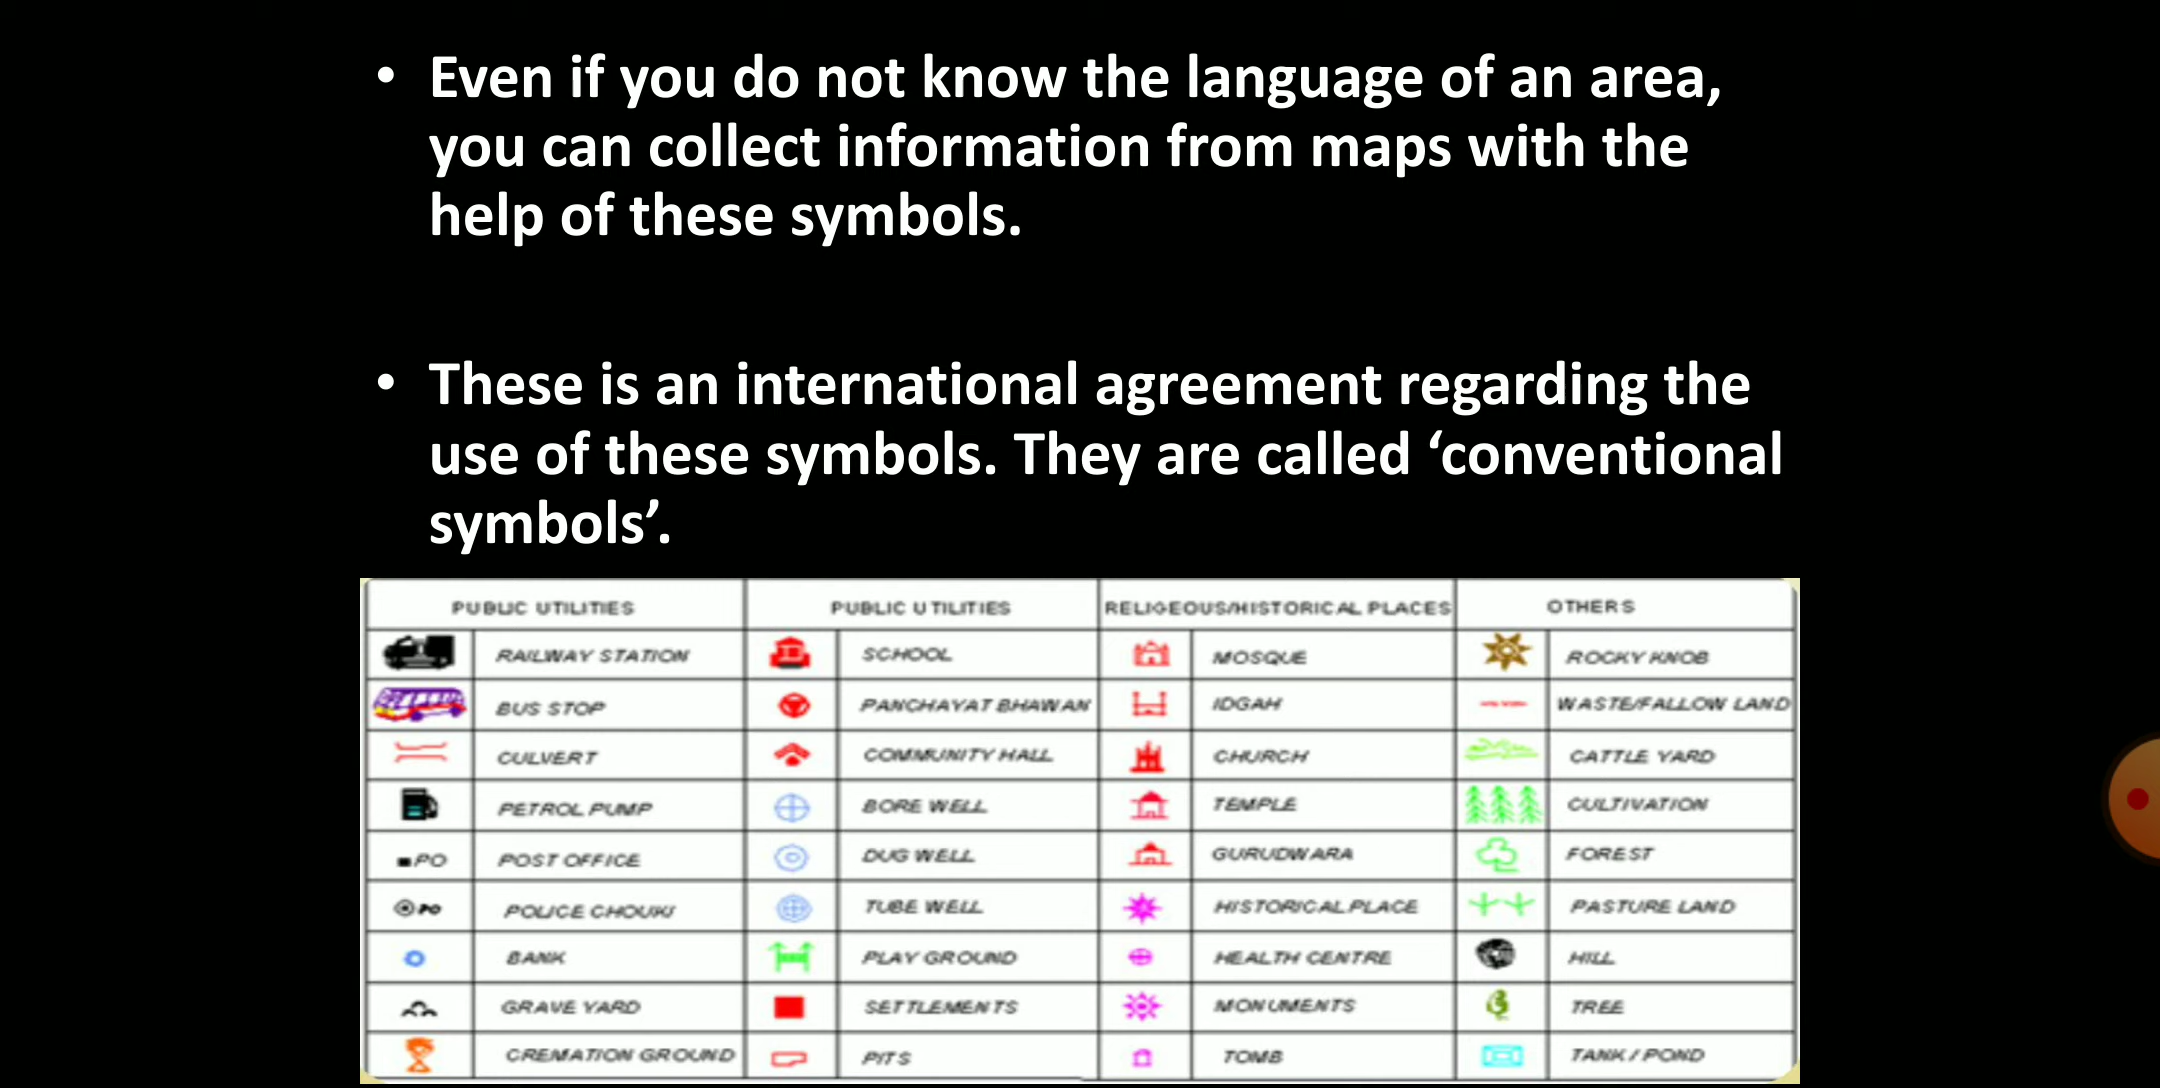 • Even if you do not know the language of an area,
you can collect information from maps with the
help of these symbols.
• These is an international agreement regarding the
use of these symbols. They are called ‘conventional
symbols’.
PUBLIC UTILITIES PUBLIC UTILITIES RELIGEOUS/HISTORICAL PLACES OTHERS
RAILWAY STATION SCHOOL MOSQUE ROCKY KNOB
BUS STOP PANCHAYAT BHAWAN IDGAH WASTE/FALLOW LAND
CULVERT COMMUNITY HALL CHURCH CATTLE YARD
PETROL PUMP BORE WELL TEMPLE CULTIVATION
PO POST OFFICE DUG WELL GURUDWARA FOREST
PO POLICE CHOUKI TUBE WELL HISTORICAL PLACE PASTURE LAND
BANK PLAY GROUND HEALTH CENTRE HILL
GRAVE YARD SETTLEMENTS MONUMENTS TREE
CREMATION GROUND PITS TOMB TANK / POND